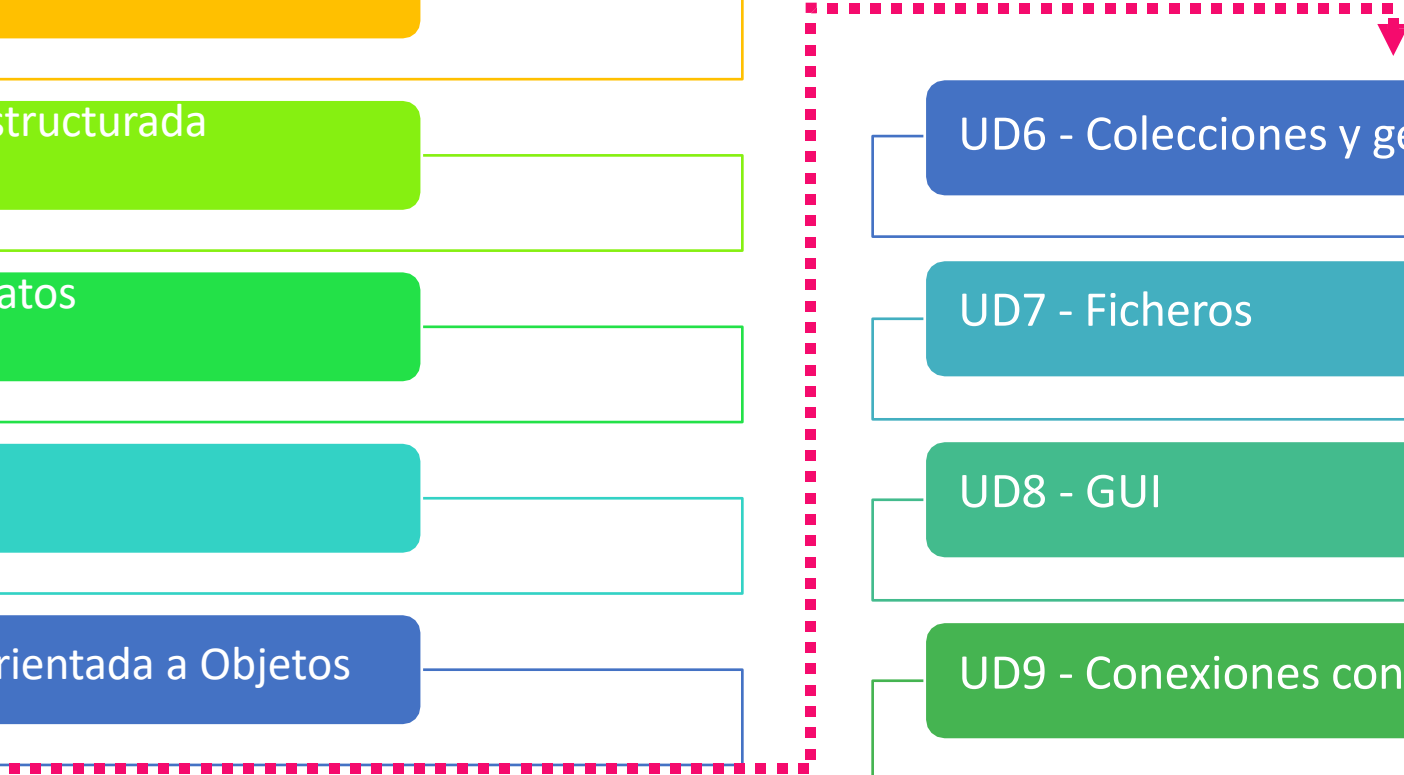 structurada
atos
rientada a Objetos
UD6 - Colecciones y ge
UD7 - Ficheros
UD8 - GUI
UD9 - Conexiones con